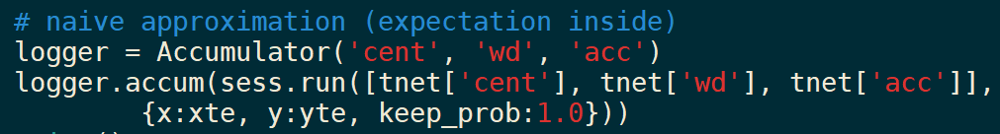 # naive approximation (expectation inside)
logger = Accumulator('cent', 'wd', 'acc')
logger.accum(sess.run([tnet['cent'], tnet['wd'], tnet['acc']],
{x:xte, y:yte, keep_prob:1.0}))